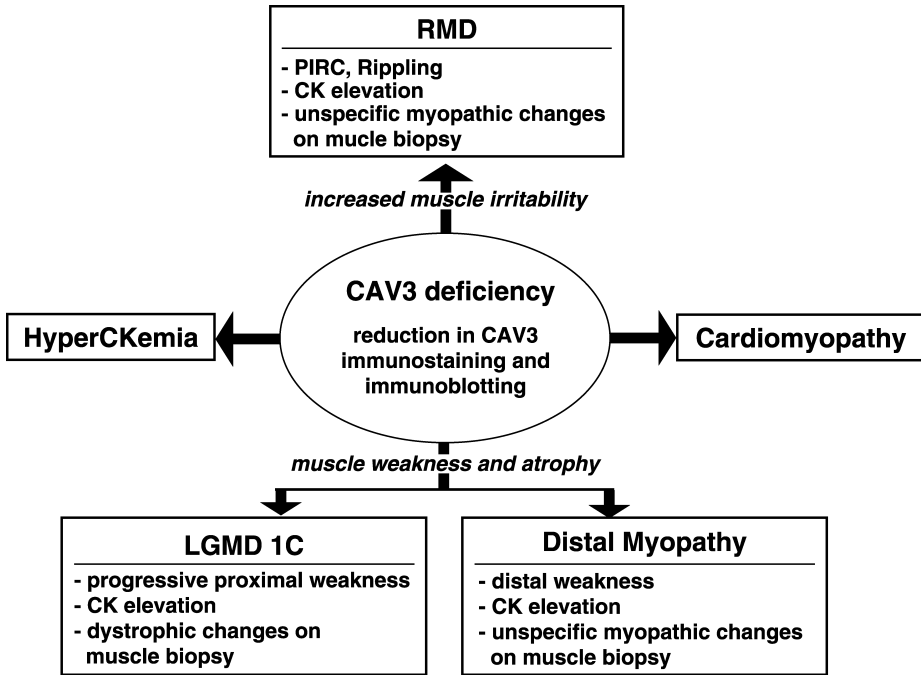 RMD
- PIRC, Rippling
- CK elevation
- unspecific myopathic changes
on mucle biopsy
increased muscle irritability
CAV3 deficiency
reduction in CAV3
immunostaining and
immunoblotting
HyperCKemia
Cardiomyopathy
muscle weakness and atrophy
LGMD 1C
- progressive proximal weakness
- CK elevation
- dystrophic changes on
muscle biopsy
Distal Myopathy
- distal weakness
- CK elevation
- unspecific myopathic changes
on muscle biopsy